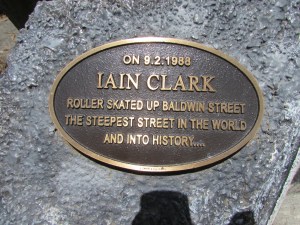 ON 9.2.1988
IAIN CLARK
ROLLER SKATED UP BALDWIN STREET
THE STEEPEST STREET IN THE WORLD
AND INTO HISTORY....